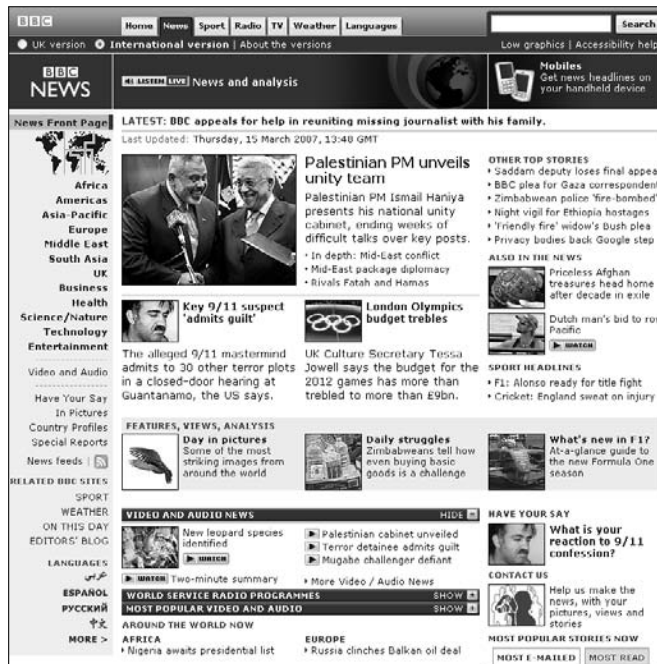 BBC
Home News Sport Radio TV Weather Languages
Search
UK version International version | About the versions
Low graphics | Accessibility help
BBC
NEWS
LISTEN LIVE News and analysis
Mobiles
Get news headlines on
your handheld device
News Front Page
Africa
Americas
Asia-Pacific
Europe
Middle East
South Asia
UK
Business
Health
Science/Nature
Technology
Entertainment
Video and Audio
Have Your Say
In Pictures
Country Profiles
Special Reports
News feeds
RELATED BBC SITES
SPORT
WEATHER
ON THIS DAY
EDITORS' BLOG
LANGUAGES
عربي
ESPAÑOL
РУССКИЙ
中文
MORE >
LATEST: BBC appeals for help in reuniting missing journalist with his family.
Last Updated: Thursday, 15 March 2007, 13:48 GMT
Palestinian PM unveils
unity team
Palestinian PM Ismail Haniya
presents his national unity
cabinet, ending weeks of
difficult talks over key posts.
In depth: Mid-East conflict
Mid-East package diplomacy
Rivals Fatah and Hamas
Key 9/11 suspect
'admits guilt'
The alleged 9/11 mastermind
admits to 30 other terror plots
in a closed-door hearing at
Guantanamo, the US says.
London Olympics
budget trebles
UK Culture Secretary Tessa
Jowell says the budget for the
2012 games has more than
trebled to more than £9bn.
OTHER TOP STORIES
Saddam deputy loses final appea
BBC plea for Gaza correspondent
Zimbabwean police 'fire-bombed'
Night vigil for Ethiopia hostages
'Friendly fire' widow's Bush plea
Privacy bodies back Google step
ALSO IN THE NEWS
Priceless Afghan
treasures head home
after decade in exile
Dutch man's bid to ro
Pacific
WATCH
SPORT HEADLINES
F1: Alonso ready for title fight
Cricket: England sweat on injury
FEATURES, VIEWS, ANALYSIS
Day in pictures
Some of the most
striking images from
around the world
Daily struggles
Zimbabweans tell how
even buying basic
goods is a challenge
What's new in F1?
At-a-glance guide to
the new Formula One
season
VIDEO AND AUDIO NEWS HIDE
New leopard species
identified
WATCH
WATCH Two-minute summary
Palestinian cabinet unveiled
Terror detainee admits guilt
Mugabe challenger defiant
More Video / Audio News
WORLD SERVICE RADIO PROGRAMMES SHOW
MOST POPULAR VIDEO AND AUDIO SHOW
AROUND THE WORLD NOW
AFRICA
Nigeria awaits presidential list
EUROPE
Russia clinches Balkan oil deal
HAVE YOUR SAY
What is your
reaction to 9/11
confession?
CONTACT US
Help us make the
news, with your
pictures, views and
stories
MOST POPULAR STORIES NOW
MOST E-MAILED MOST READ